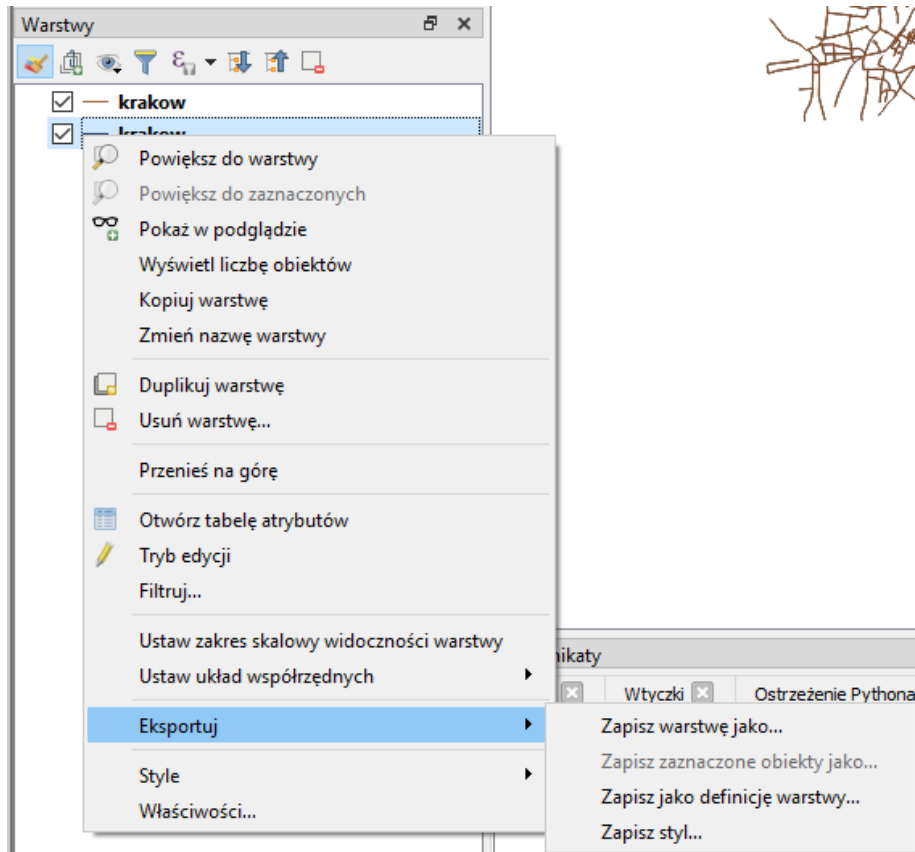 Warstwy
krakow
krakow
Powiększ do warstwy
Powiększ do zaznaczonych
Pokaż w podglądzie
Wyświetl liczbę obiektów
Kopiuj warstwę
Zmień nazwę warstwy
Duplikuj warstwę
Usuń warstwę...
Przenieś na górę
Otwórz tabelę atrybutów
Tryb edycji
Filtruj...
Ustaw zakres skalowy widoczności warstwy
Ustaw układ współrzędnych
Eksportuj
Style
Właściwości...
nikaty
Wtyczki
Ostrzeżenie Pythona
Zapisz warstwę jako...
Zapisz zaznaczone obiekty jako...
Zapisz jako definicję warstwy...
Zapisz styl...